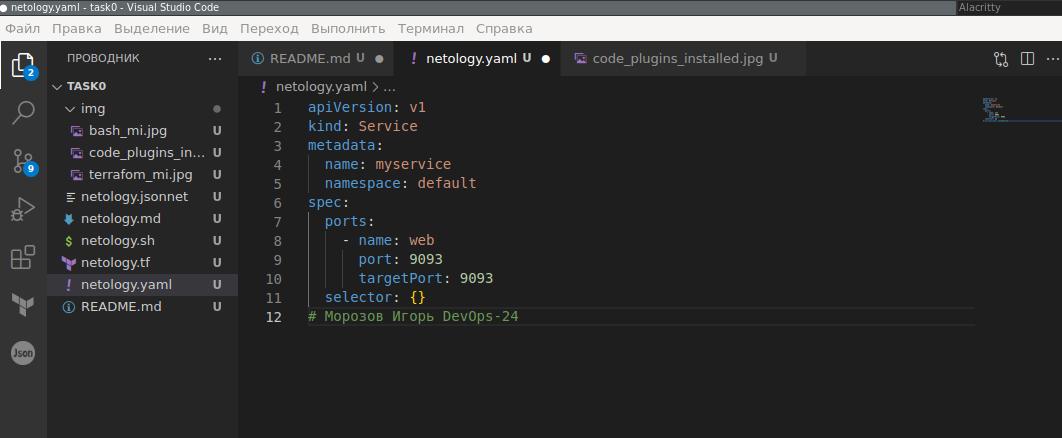 netology.yaml - task0 - Visual Studio Code
Alacritty
Файл Правка Выделение Вид Переход Выполнить Терминал Справка
ПРОВОДНИК
README.md U
! netology.yaml U
code_plugins_installed.jpg U
TASK0
! netology.yaml > ...
img
bash_mi.jpg U
code_plugins_in... U
terrafom_mi.jpg U
netology.jsonnet U
netology.md U
$ netology.sh U
netology.tf U
! netology.yaml U
README.md U
2
9
Json
1 apiVersion: v1
2 kind: Service
3 metadata:
4   name: myservice
5   namespace: default
6 spec:
7   ports:
8     - name: web
9       port: 9093
10       targetPort: 9093
11   selector: {}
12 # Морозов Игорь DevOps-24